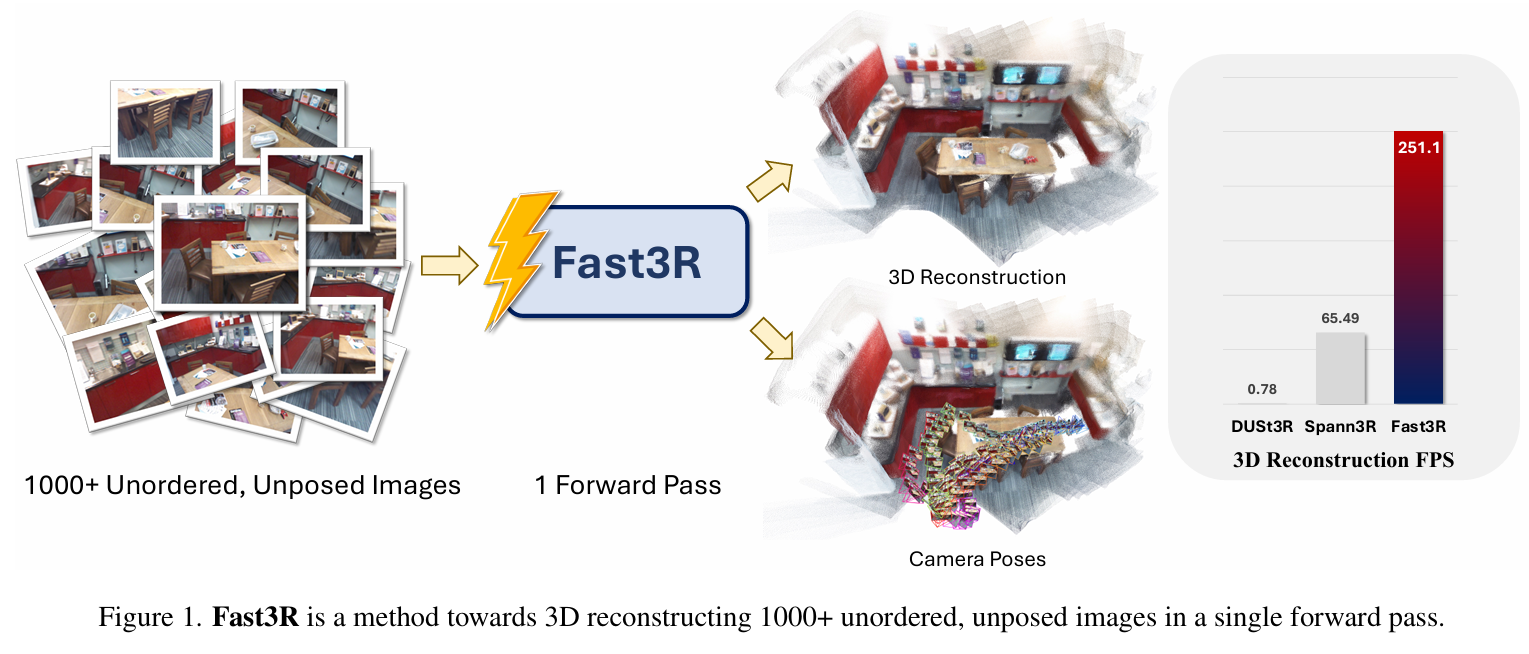 1000+ Unordered, Unposed Images
Fast3R
1 Forward Pass
3D Reconstruction
Camera Poses
251.1
65.49
0.78
DUSt3R Spann3R Fast3R
3D Reconstruction FPS
Figure 1. Fast3R is a method towards 3D reconstructing 1000+ unordered, unposed images in a single forward pass.